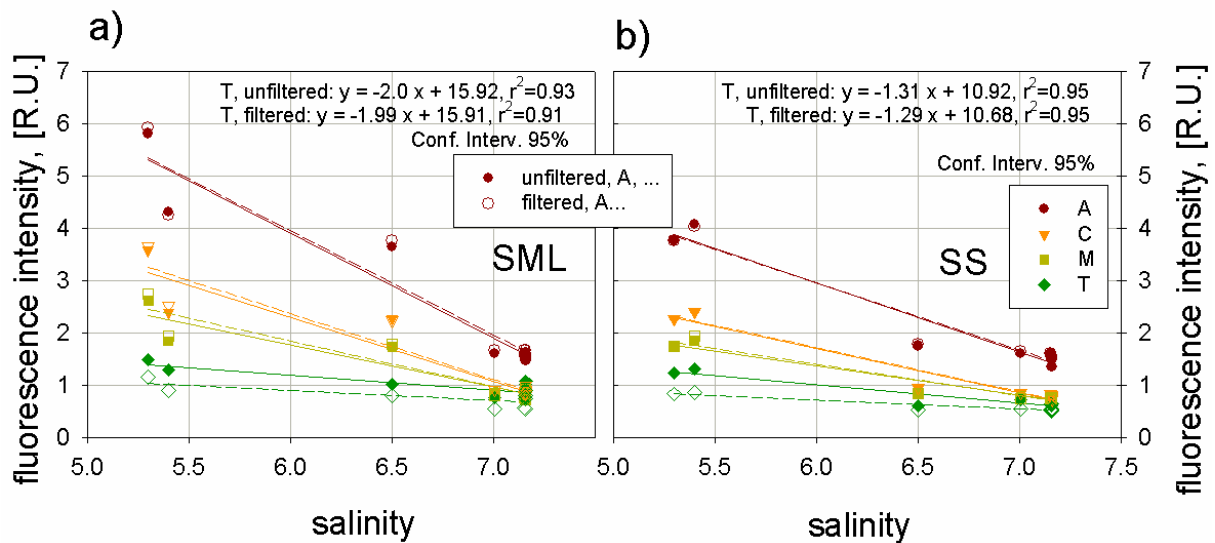 a)
b)
fluorescence intensity, [R.U.]
7
6
5
4
3
2
1
0
T, unfiltered: y = -2.0 x + 15.92, r²=0.93
T, filtered: y = -1.99 x + 15.91, r²=0.91
Conf. Interv. 95%
unfiltered, A, ...
filtered, A...
SML
5.0
5.5
6.0
6.5
7.0
salinity
T, unfiltered: y = -1.31 x + 10.92, r²=0.95
T, filtered: y = -1.29 x + 10.68, r²=0.95
Conf. Interv. 95%
SS
A
C
M
T
5.0
5.5
6.0
6.5
7.0
7.5
salinity
7
6
5
4
3
2
1
0
fluorescence intensity, [R.U.]